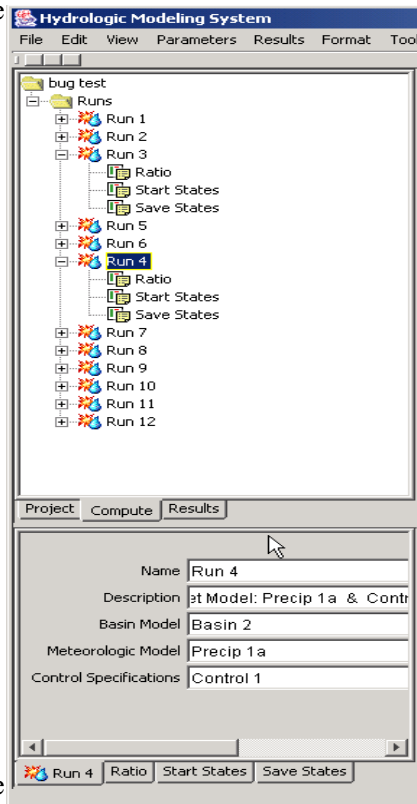 Hydrologic Modeling System
File Edit View Parameters Results Format Tool
bug test
Runs
Run 1
Run 2
Run 3
Ratio
Start States
Save States
Run 5
Run 6
Run 4
Ratio
Start States
Save States
Run 7
Run 8
Run 9
Run 10
Run 11
Run 12
Project Compute Results
Name Run 4
Description et Model: Precip 1a & Contr
Basin Model Basin 2
Meteorologic Model Precip 1a
Control Specifications Control 1
Run 4 Ratio Start States Save States